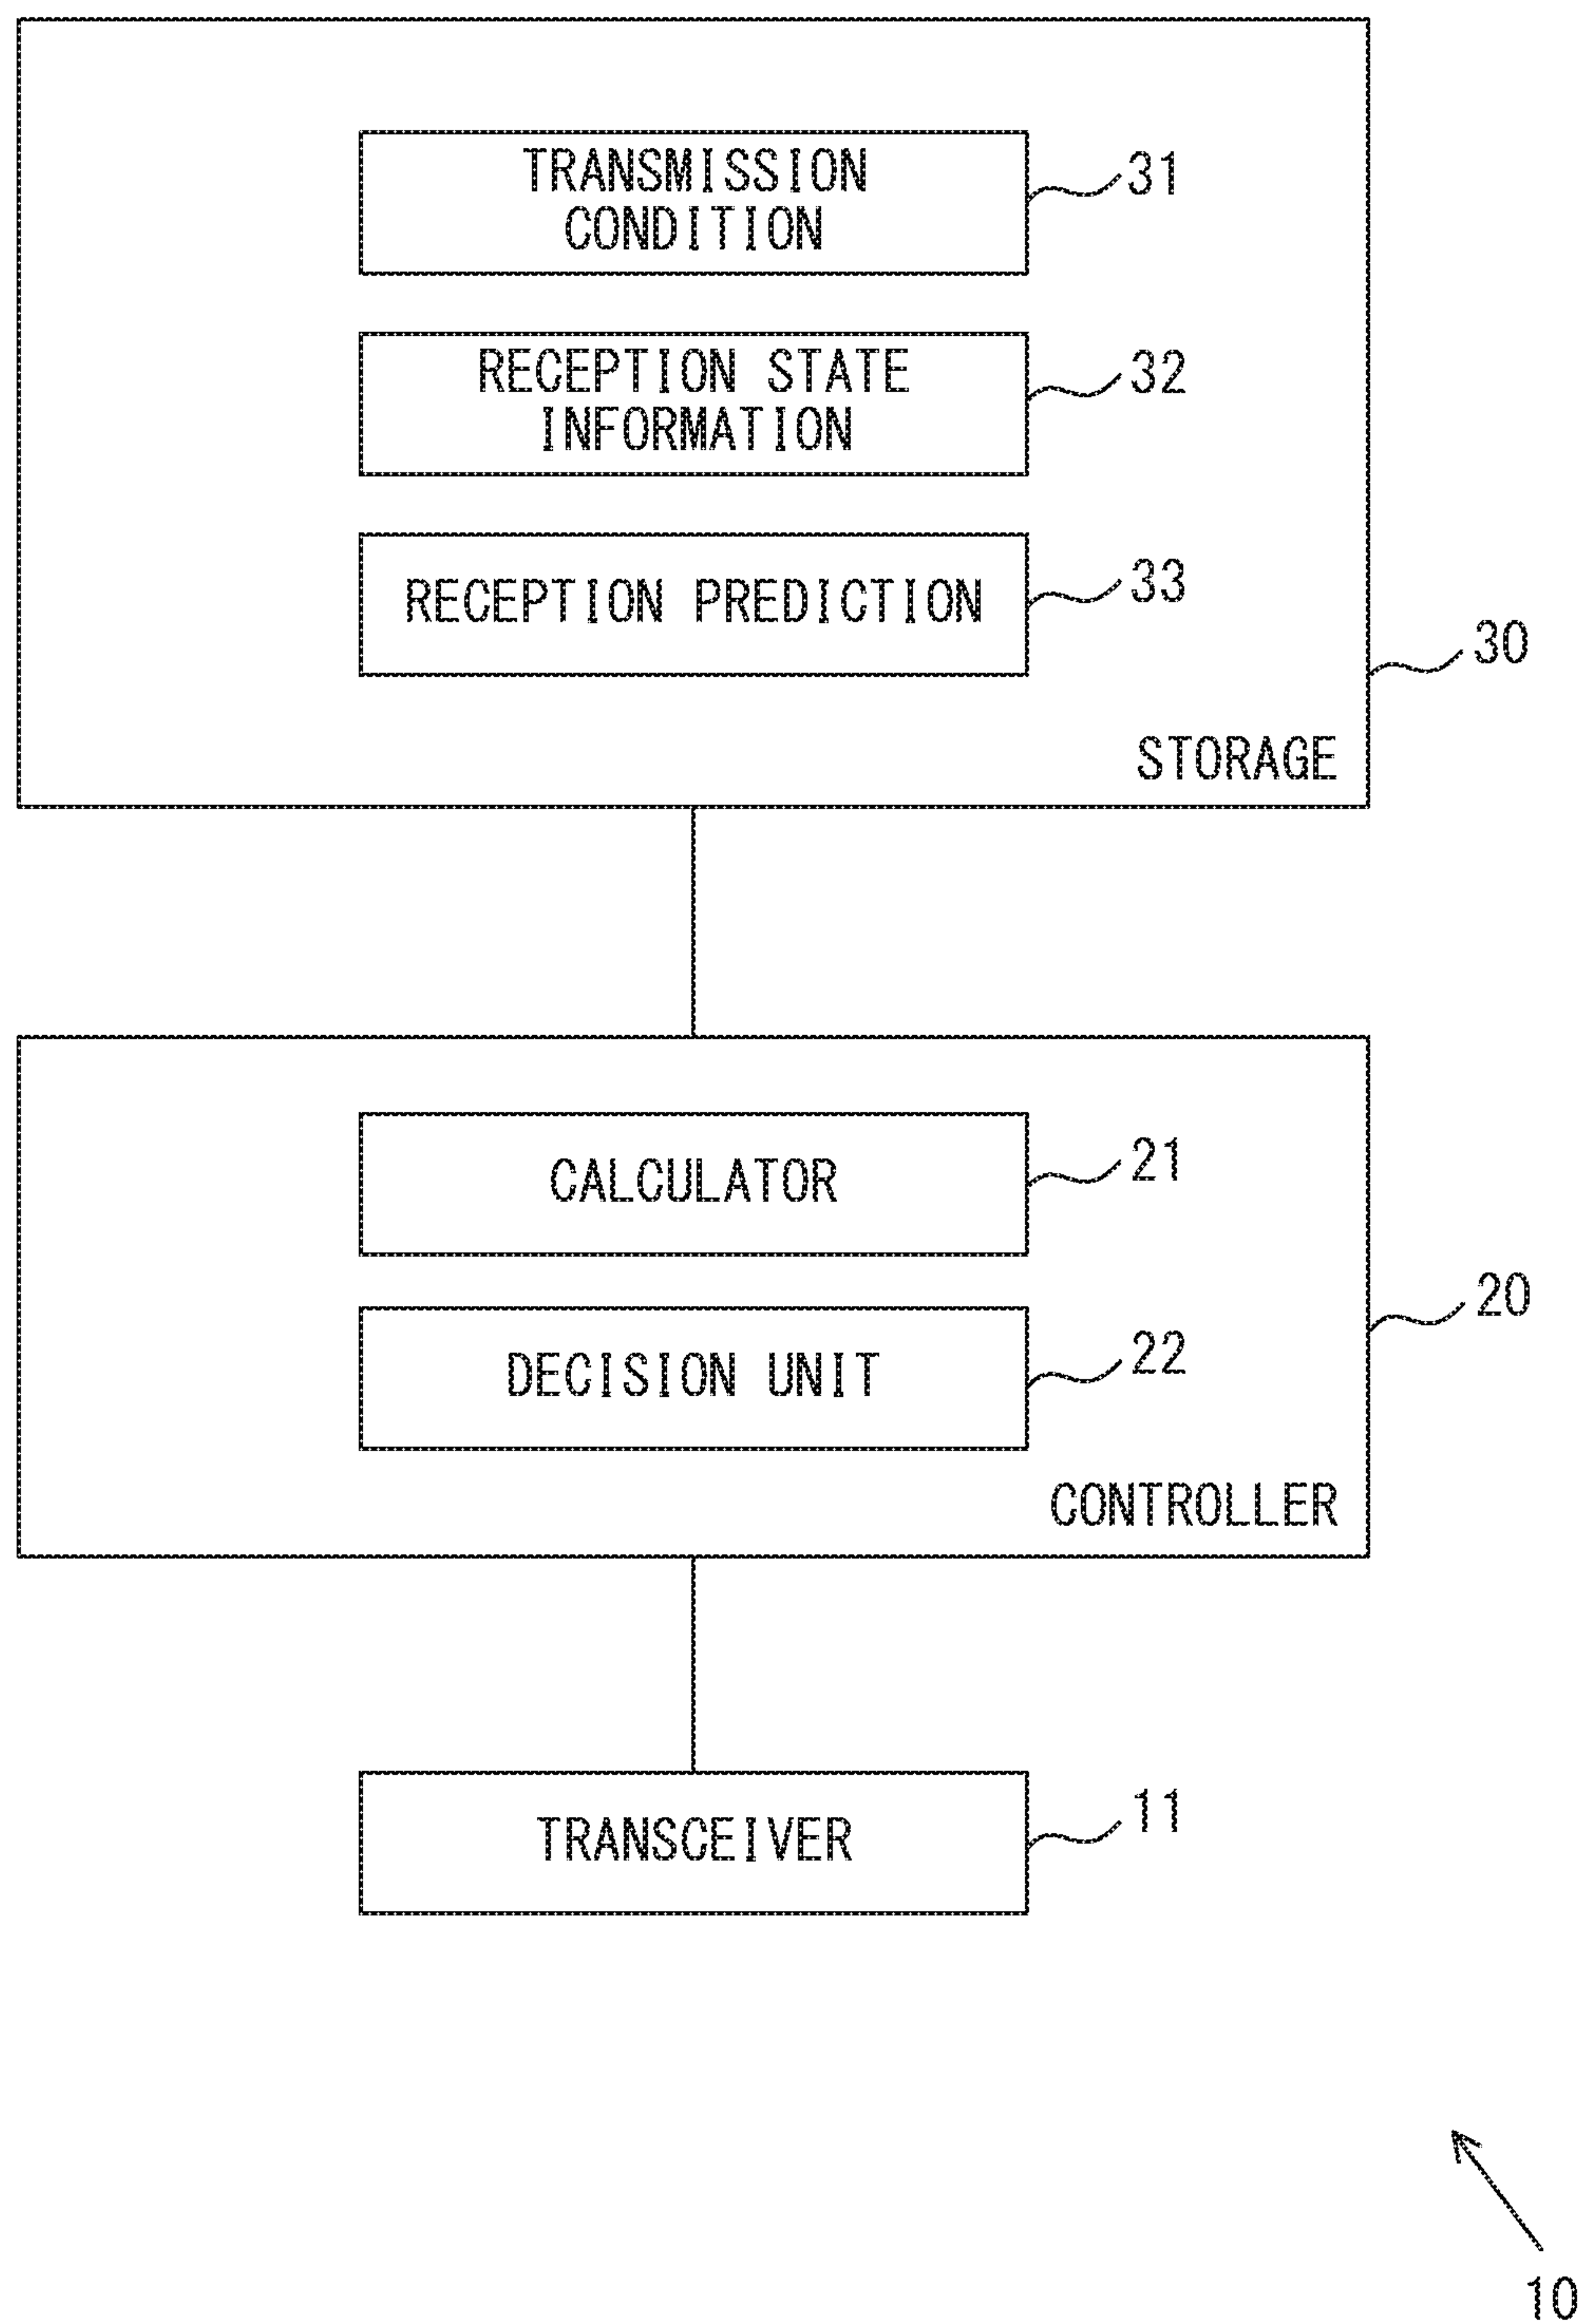 TRANSMISSION
CONDITION
31
RECEPTION STATE
INFORMATION
32
RECEPTION PREDICTION
33
30
STORAGE
CALCULATOR
21
20
DECISION UNIT
22
CONTROLLER
TRANSCEIVER
11
10